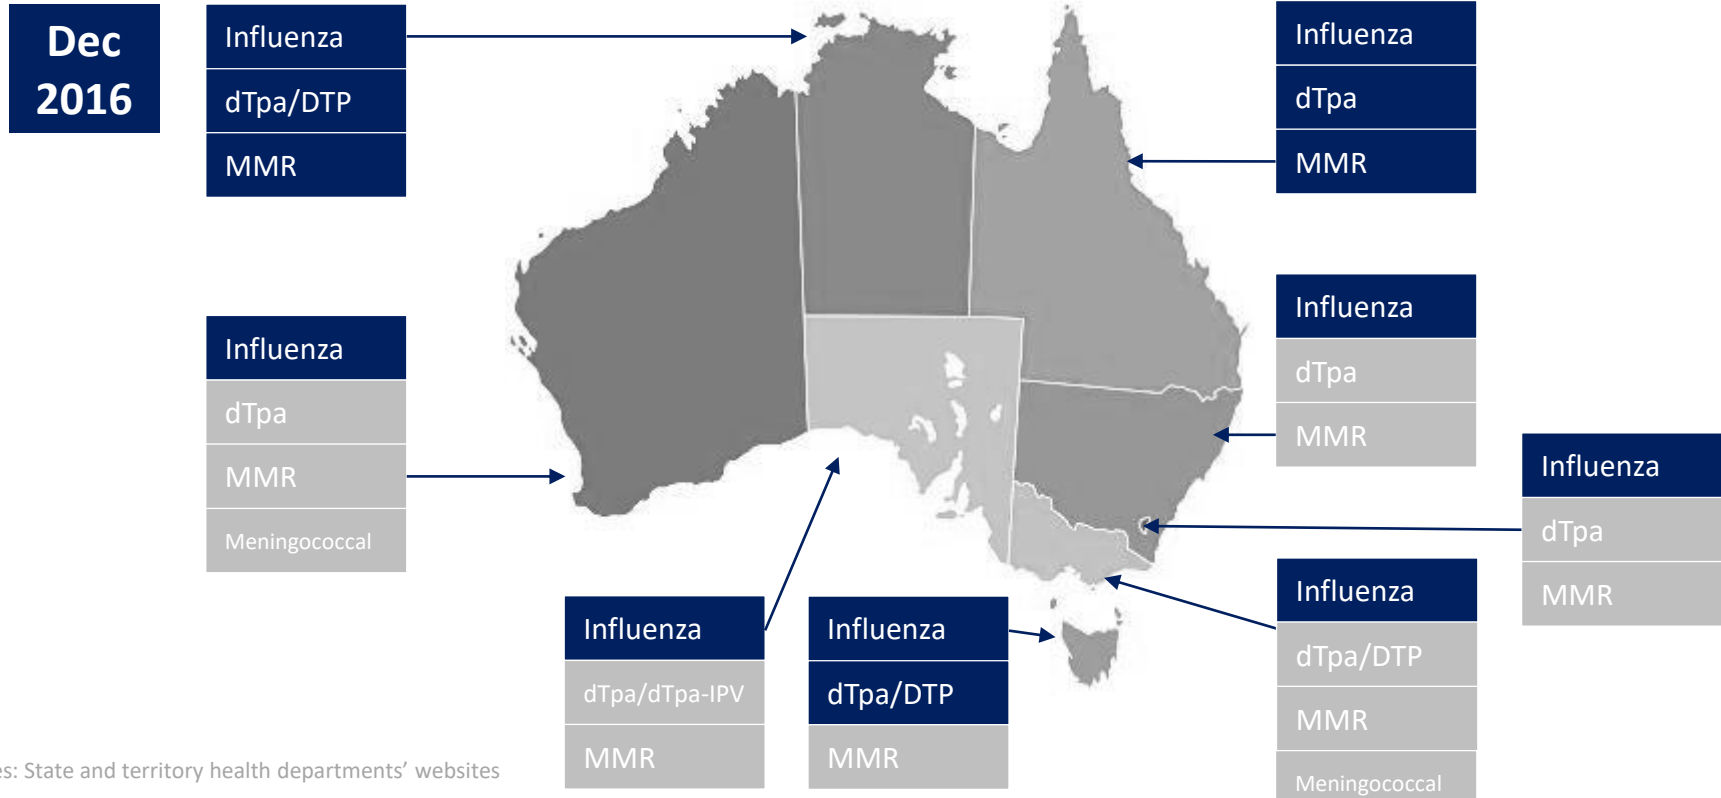 Dec
2016
Influenza
dTpa/DTP
MMR
Influenza
dTpa
MMR
Influenza
dTpa
MMR
Meningococcal
Influenza
dTpa
MMR
Influenza
dTpa
MMR
Influenza
dTpa/dTpa-IPV
MMR
Influenza
dTpa/DTP
MMR
Influenza
dTpa/DTP
MMR
Meningococcal
es: State and territory health departments’ websites